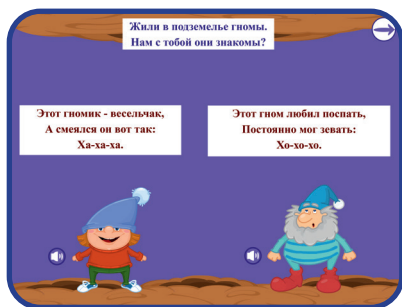 Жили в подземелье гномы.
Нам с тобой они знакомы?
Этот гномик - весельчак,
А смеялся он вот так:
Ха-ха-ха.
Этот гном любил поспать,
Постоянно мог зевать:
Хо-хо-хо.